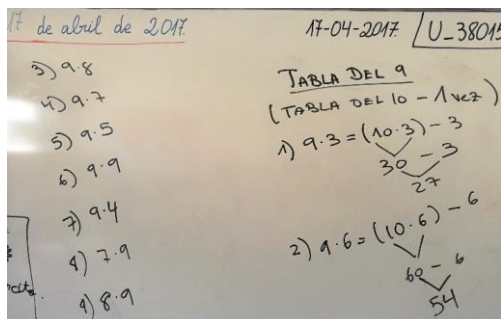 17 de abril de 2017.
17-04-2017
U_38015
3) 9.8
4) 9.7
5) 9.5
6) 9.9
7) 9.4
8) 7.9
9) 8.9
TABLA DEL 9
(TABLA DEL 10 - 1 vez)
1) 9.3 = (10.3) - 3
30 - 3
27
2) 9.6 = (10.6) - 6
60 - 6
54